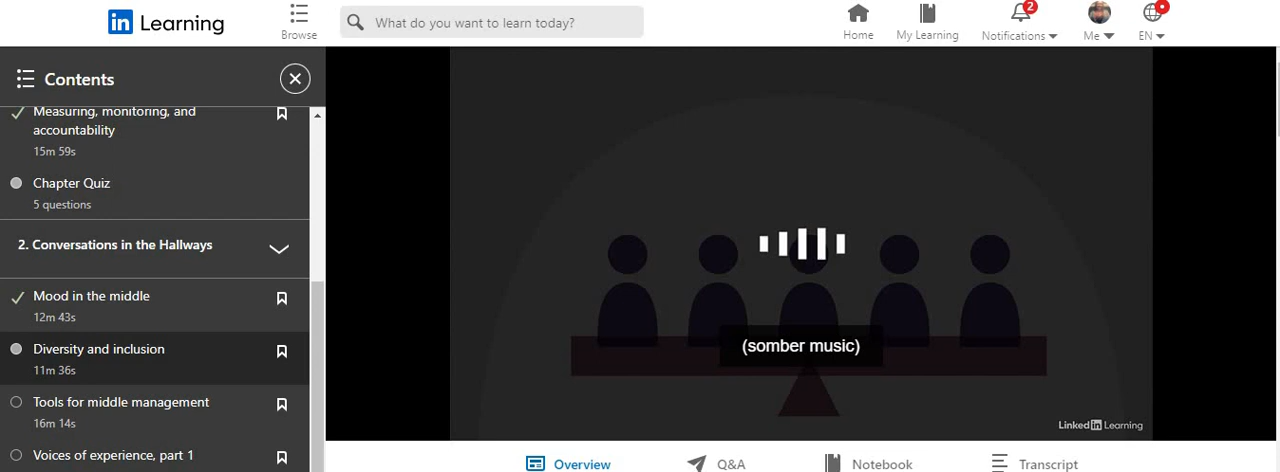 in Learning
Browse
What do you want to learn today?
Home
My Learning
2
Notifications
Me
EN
Contents
Measuring, monitoring, and
accountability
15m 59s
Chapter Quiz
5 questions
2. Conversations in the Hallways
Mood in the middle
12m 43s
Diversity and inclusion
11m 36s
Tools for middle management
16m 14s
Voices of experience, part 1
(somber music)
Linked in Learning
Overview
Q&A
Notebook
Transcript